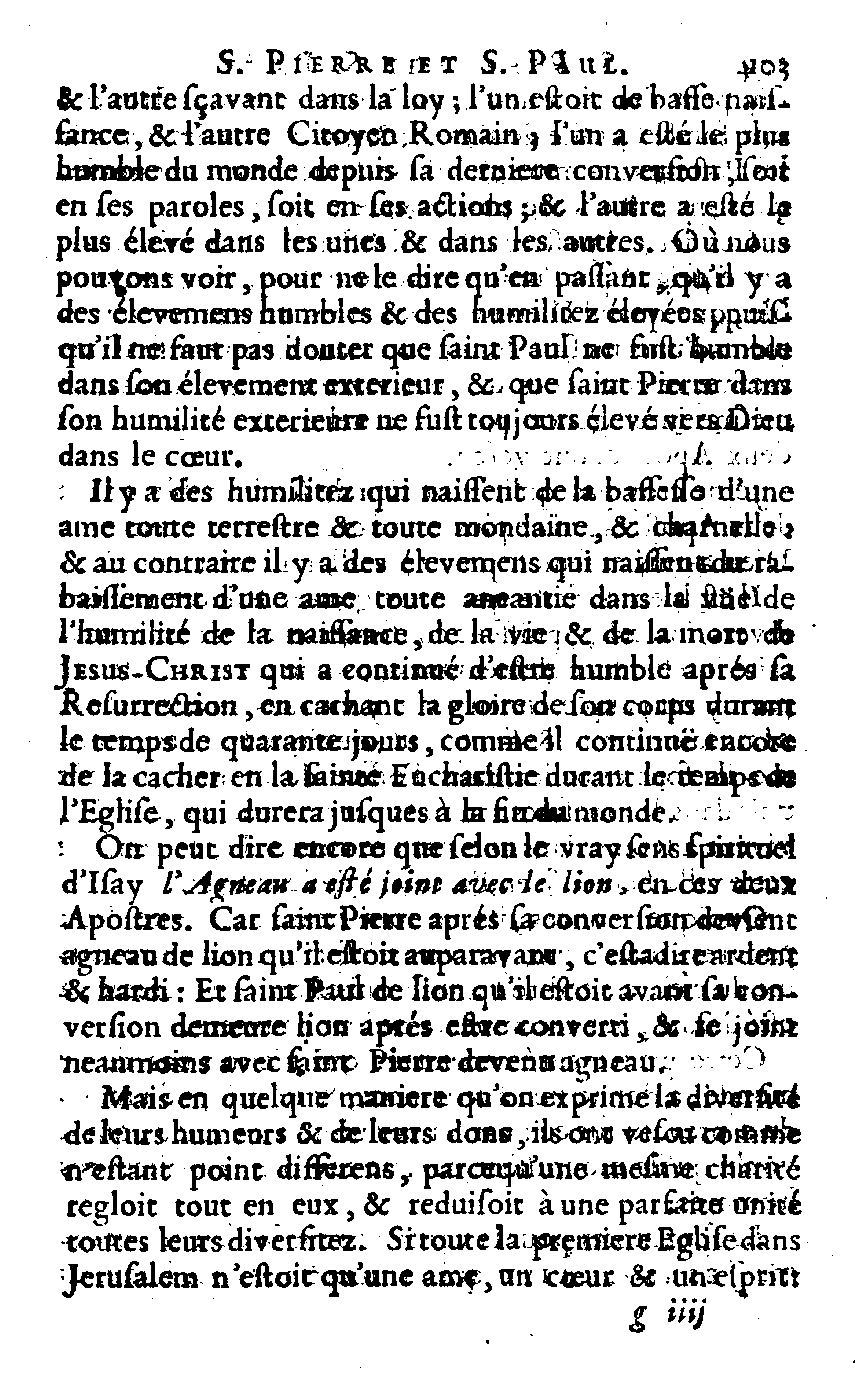 S. PIERRE ET S. PAUL. 103
& l'autre sçavant dans la loy ; l'un estoit de basse naiſ-
ſance, & l'autre Citoyen Romain ; l'un a eſté le plus
humble du monde depuis ſa derniere converſion, ſoit
en ſes paroles, ſoit en ſes actions ; & l'autre a eſté le
plus élevé dans les unes & dans les autres. Où nous
pouvons voir, pour ne le dire qu'en paſſant, qu'il y a
des élevemens humbles & des humilitez élevées ; puiſ-
qu'il ne faut pas douter que ſaint Paul ne fuſt humble
dans ſon élevement exterieur, & que ſaint Pierre dans
ſon humilité exterieure ne fuſt toujours élevé vers Dieu
dans le cœur.
Il y a des humilitez qui naiſſent de la baſſeſſe d'une
ame toute terreſtre & toute mondaine, & charnelle ;
& au contraire il y a des élevemens qui naiſſent du ra-
baiſſement d'une ame toute aneantie dans la de
l'humilité de la naiſſance, de la vie & de la mort de
JESUS-CHRIST qui a continué d'eſtre humble aprés ſa
Reſurrection, en cachant la gloire de ſon corps durant
le temps de quarante jours, comme il continuë encore
de la cacher en la ſainte Euchariſtie durant le temps de
l'Egliſe, qui durera juſques à la fin du monde.
On peut dire encore que ſelon le vray ſens ſpirituel
d'Iſay l'Agneau a eſté joint avec le lion, en ces deux
Apoſtres. Car ſaint Pierre aprés ſa converſion devient
agneau de lion qu'il eſtoit auparavant, c'eſtadire ardent
& hardi : Et ſaint Paul de lion qu'il eſtoit avant ſa con-
verſion demeure lion aprés eſtre converti, & ſe joint
neanmoins avec ſaint Pierre devenu agneau.
Mais en quelque maniere qu'on exprime la diverſité
de leurs humeurs & de leurs dons, ils ont veſcu comme
n'eſtant point differens, parcequ'une meſme charité
regloit tout en eux, & reduiſoit à une parfaite unité
toutes leurs diverſitez. Si toute la premiere Egliſe dans
Jeruſalem n'eſtoit qu'une ame, un cœur & un eſprit
g iiij